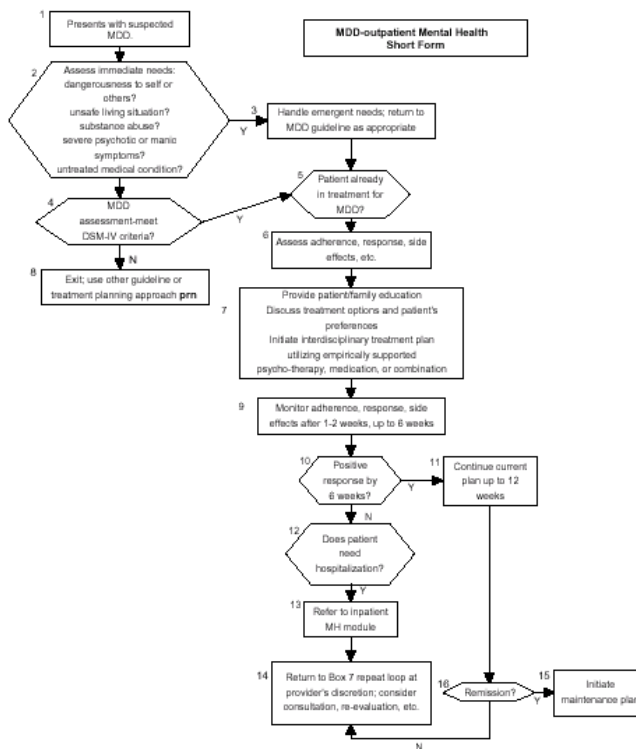 MDD-outpatient Mental Health
Short Form
1
Presents with suspected
MDD.
2
Assess immediate needs:
dangerousness to self or
others?
unsafe living situation?
substance abuse?
severe psychotic or manic
symptoms?
untreated medical condition?
Y
3
Handle emergent needs; return to
MDD guideline as appropriate
4
MDD
assessment-meet
DSM-IV criteria?
Y
N
5
Patient already
in treatment for
MDD?
6
Assess adherence, response, side
effects, etc.
8
Exit; use other guideline or
treatment planning approach prn
7
Provide patient/family education
Discuss treatment options and patient's
preferences
Initiate interdisciplinary treatment plan
utilizing empirically supported
psycho-therapy, medication, or combination
9
Monitor adherence, response, side
effects after 1-2 weeks, up to 6 weeks
10
Positive
response by
6 weeks?
Y
N
11
Continue current
plan up to 12
weeks
12
Does patient
need
hospitalization?
Y
13
Refer to inpatient
MH module
14
Return to Box 7 repeat loop at
provider's discretion; consider
consultation, re-evaluation, etc.
16
Remission?
Y
N
15
Initiate
maintenance plan